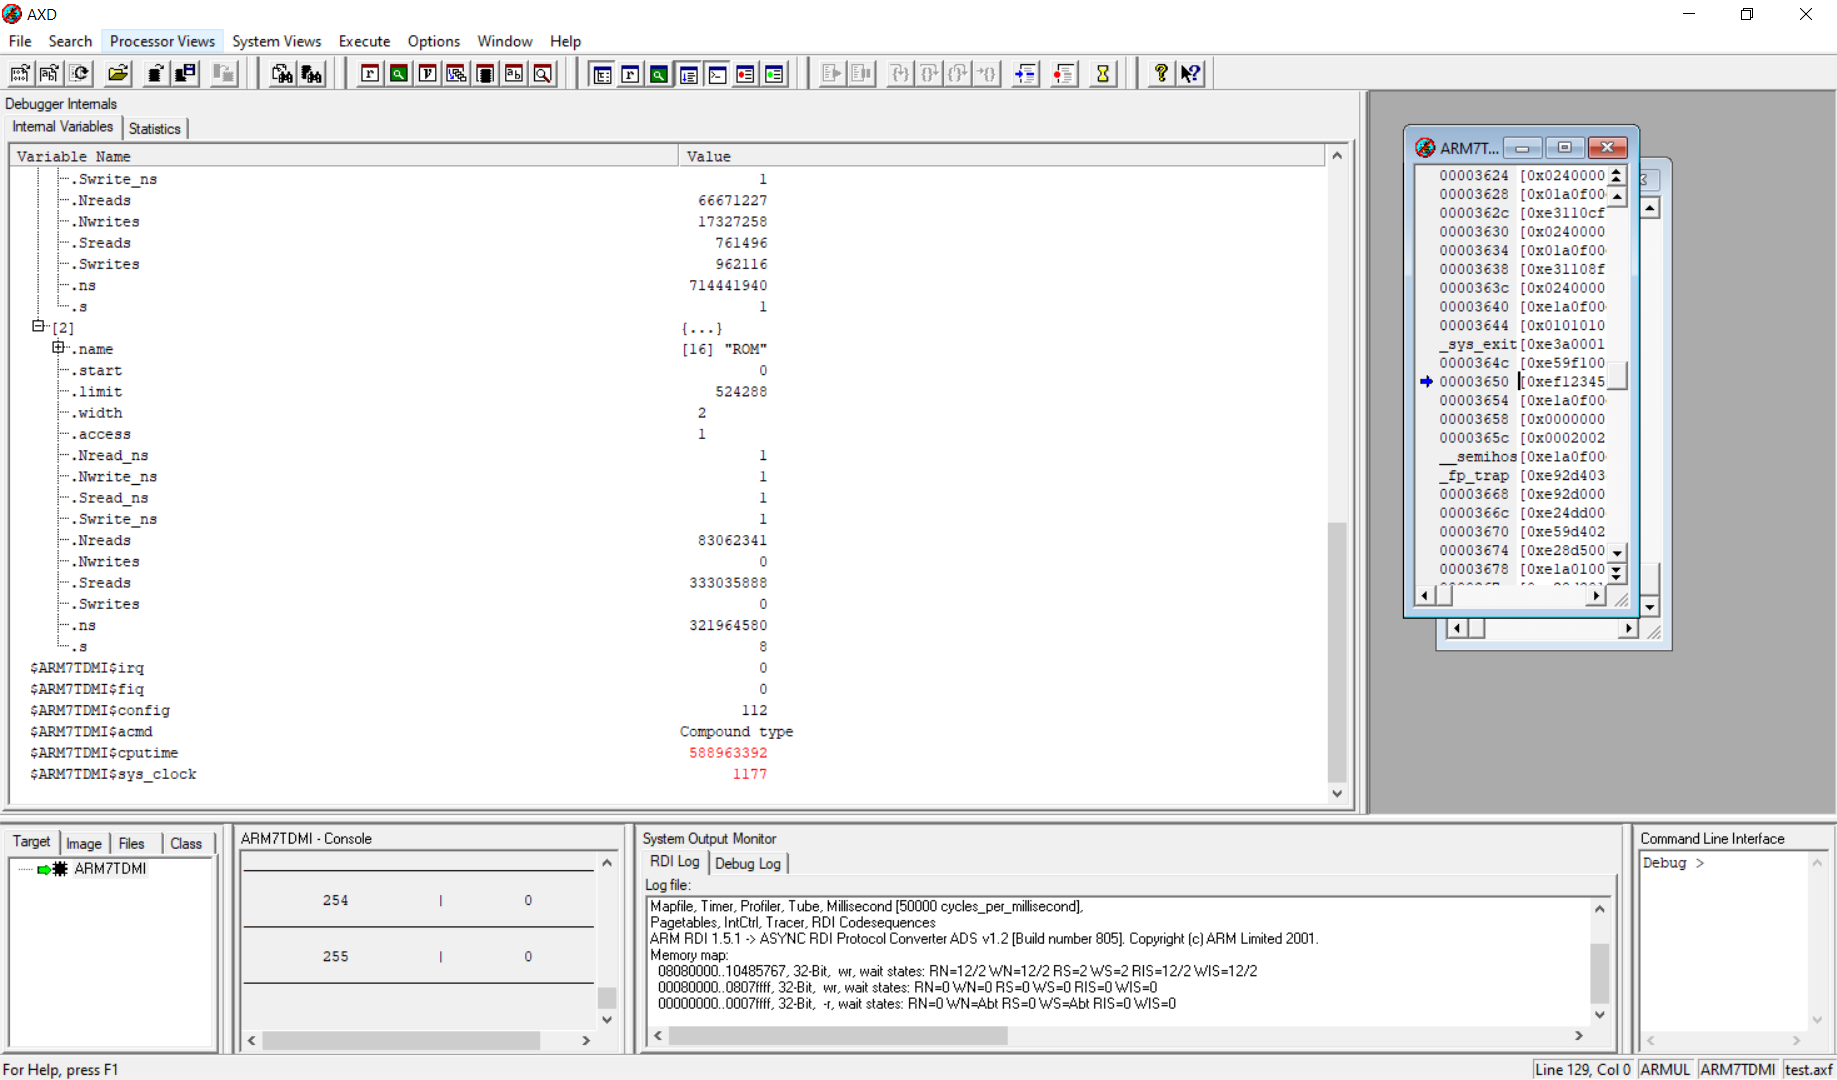 AXD
File Search Processor Views System Views Execute Options Window Help
Debugger Internals
Internal Variables Statistics
Variable Name Value
.Swrite_ns 1
.Nreads 66671227
.Nwrites 17327258
.Sreads 761496
.Swrites 962116
.ns 714441940
.s 1
[2] {...}
.name [16] "ROM"
.start 0
.limit 524288
.width 2
.access 1
.Nread_ns 1
.Nwrite_ns 1
.Sread_ns 1
.Swrite_ns 1
.Nreads 83062341
.Nwrites 0
.Sreads 333035888
.Swrites 0
.ns 321964580
.s 8
$ARM7TDMI$irq 0
$ARM7TDMI$fiq 0
$ARM7TDMI$config 112
$ARM7TDMI$acmd Compound type
$ARM7TDMI$cputime 588963392
$ARM7TDMI$sys_clock 1177
ARM7T...
00003624 [0x0240000
00003628 [0x01a0f00
0000362c [0xe3110cf
00003630 [0x0240000
00003634 [0x01a0f00
00003638 [0xe31108f
0000363c [0x0240000
00003640 [0xe1a0f00
00003644 [0x0101010
_sys_exit[0xe3a0001
0000364c [0xe59f100
00003650 [0xef12345
00003654 [0xe1a0f00
00003658 [0x0000000
0000365c [0x0002002
__semihos[0xe1a0f00
_fp_trap [0xe92d403
00003668 [0xe92d000
0000366c [0xe24dd00
00003670 [0xe59d402
00003674 [0xe28d500
00003678 [0xe1a0100
Target Image Files Class
ARM7TDMI
ARM7TDMI - Console
254 | 0
255 | 0
System Output Monitor
RDI Log Debug Log
Log file:
Mapfile, Timer, Profiler, Tube, Millisecond [50000 cycles_per_millisecond],
Pagetables, IntCtrl, Tracer, RDI Codesequences
ARM RDI 1.5.1 -> ASYNC RDI Protocol Converter ADS v1.2 [Build number 805]. Copyright (c) ARM Limited 2001.
Memory map:
08080000..10485767, 32-Bit, wr, wait states: RN=12/2 WN=12/2 RS=2 WS=2 RIS=12/2 WIS=12/2
00080000..0807ffff, 32-Bit, wr, wait states: RN=0 WN=0 RS=0 WS=0 RIS=0 WIS=0
00000000..0007ffff, 32-Bit, -r, wait states: RN=0 WN=Abt RS=0 WS=Abt RIS=0 WIS=0
Command Line Interface
Debug >
For Help, press F1
Line 129, Col 0 ARMUL ARM7TDMI test.axf